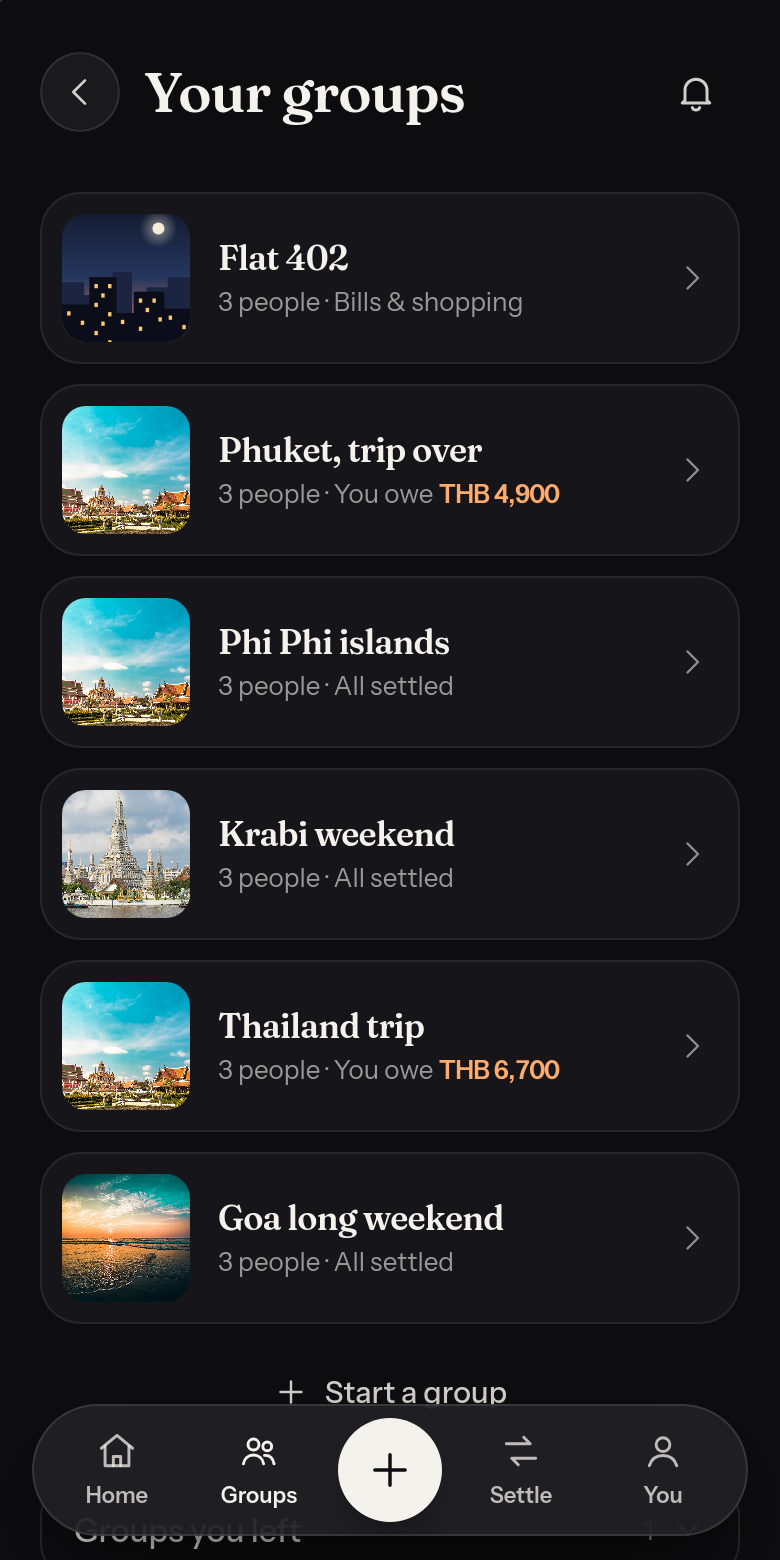 Your groups
Flat 402
3 people · Bills & shopping
Phuket, trip over
3 people · You owe THB 4,900
Phi Phi islands
3 people · All settled
Krabi weekend
3 people · All settled
Thailand trip
3 people · You owe THB 6,700
Goa long weekend
3 people · All settled
Start a group
Home Groups Settle You
Groups you left 1